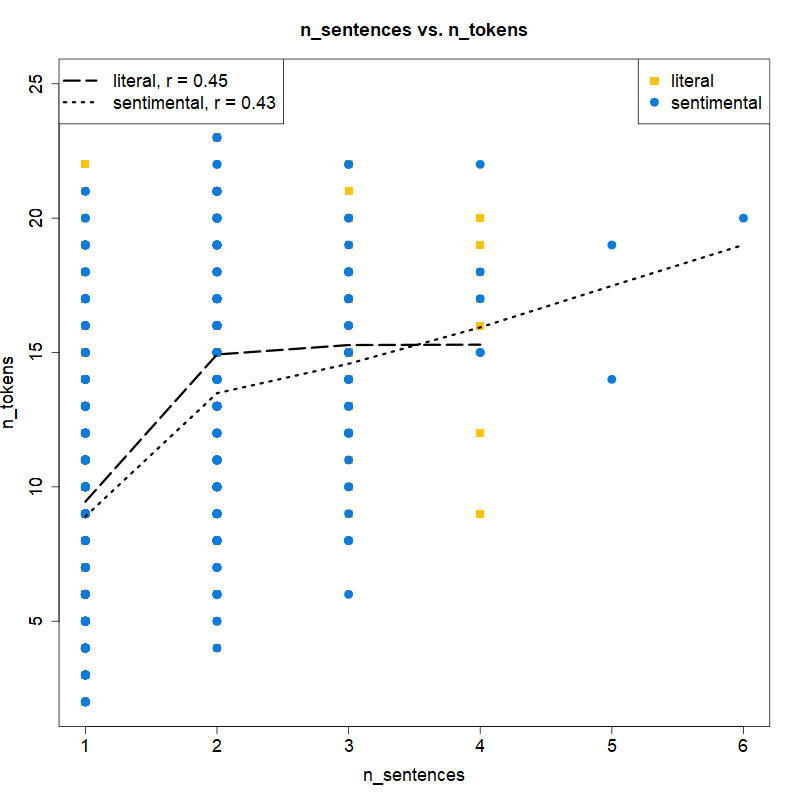 n_sentences vs. n_tokens
literal, r = 0.45
sentimental, r = 0.43
literal
sentimental
25
20
15
10
5
n_tokens
1 2 3 4 5 6
n_sentences